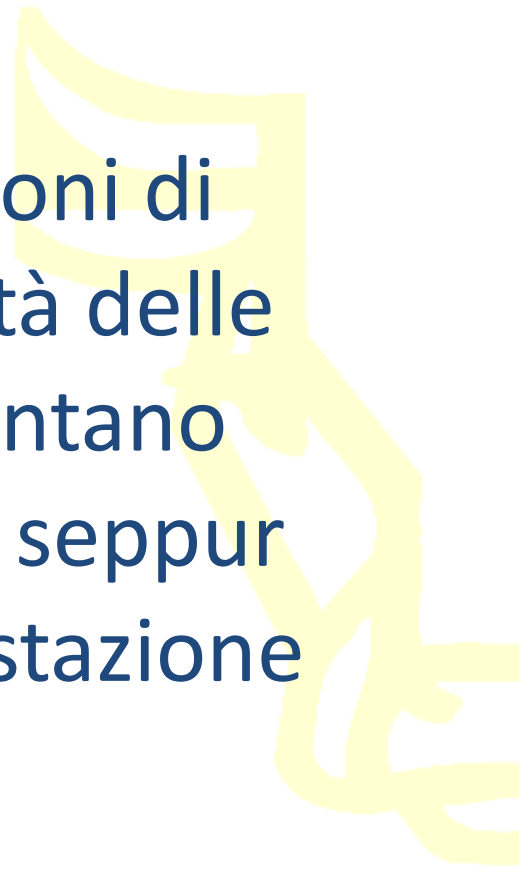 oni di
tà delle
ntano
seppur
stazione